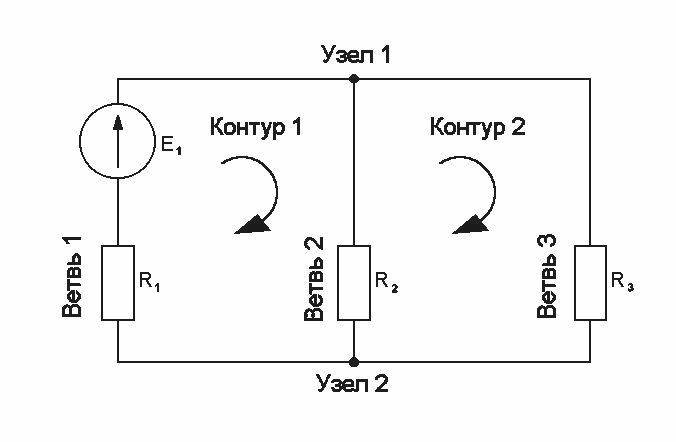 Узел 1
Контур 1
Контур 2
E1
Ветвь 1
R1
Ветвь 2
R2
Ветвь 3
R3
Узел 2